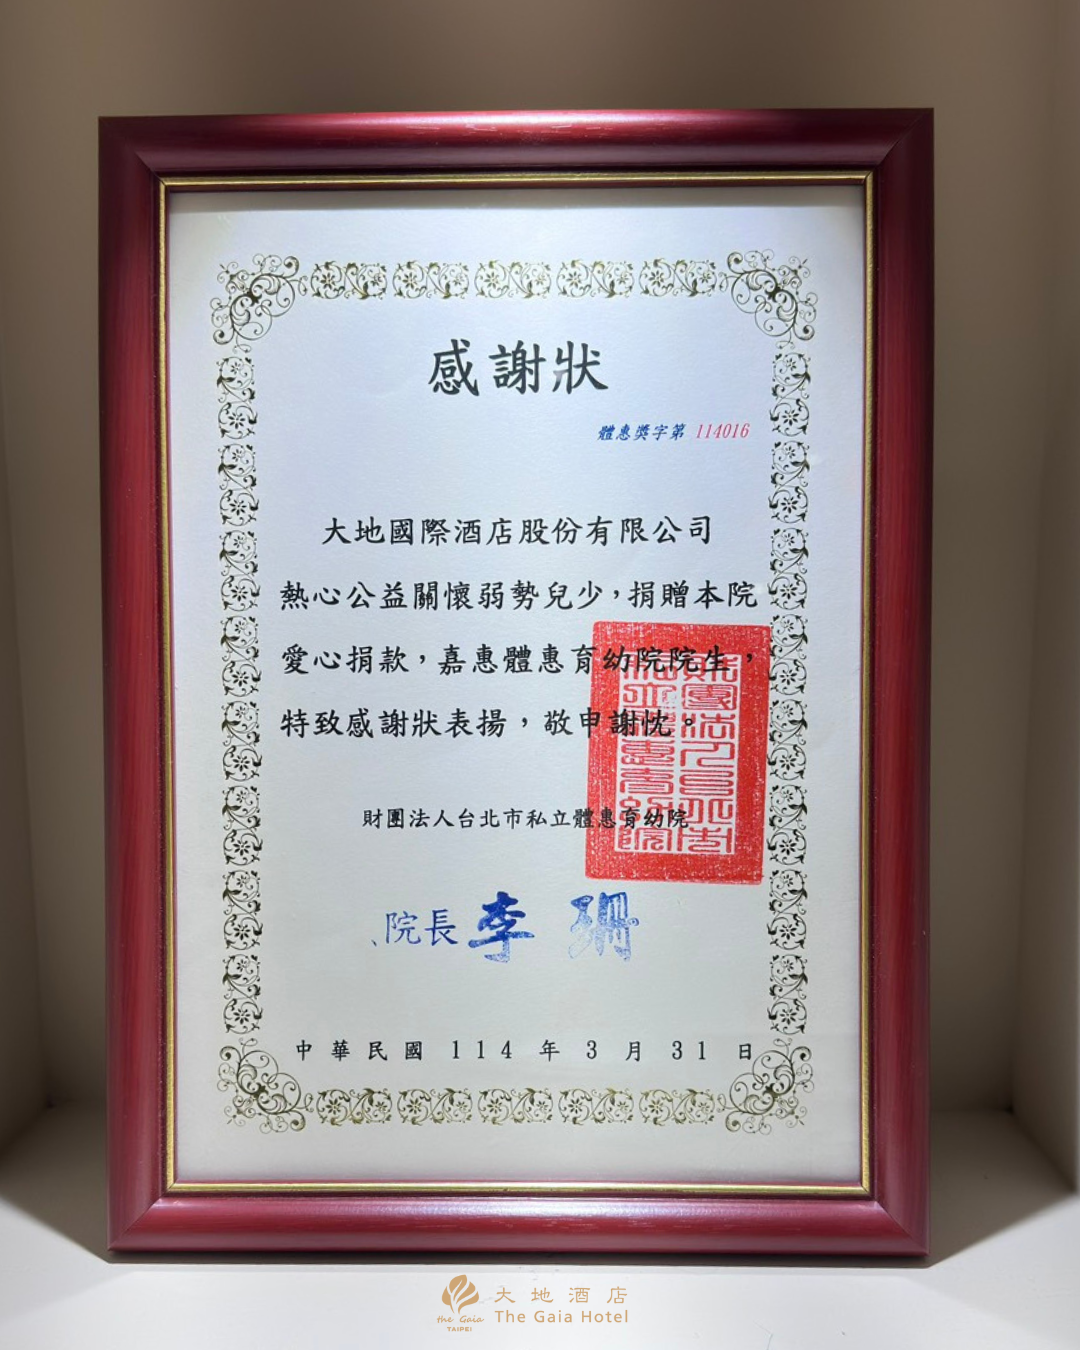 感謝狀
體惠獎字第 114016
大地國際酒店股份有限公司
熱心公益關懷弱勢兒少，捐贈本院
愛心捐款，嘉惠體惠育幼院院生，
特致感謝狀表揚，敬申謝忱。
財團法人台北市私立體惠育幼院
院長 李 珊
中華民國 114 年 3 月 31 日
大地酒店
the Gaia
The Gaia Hotel
TAIPEI